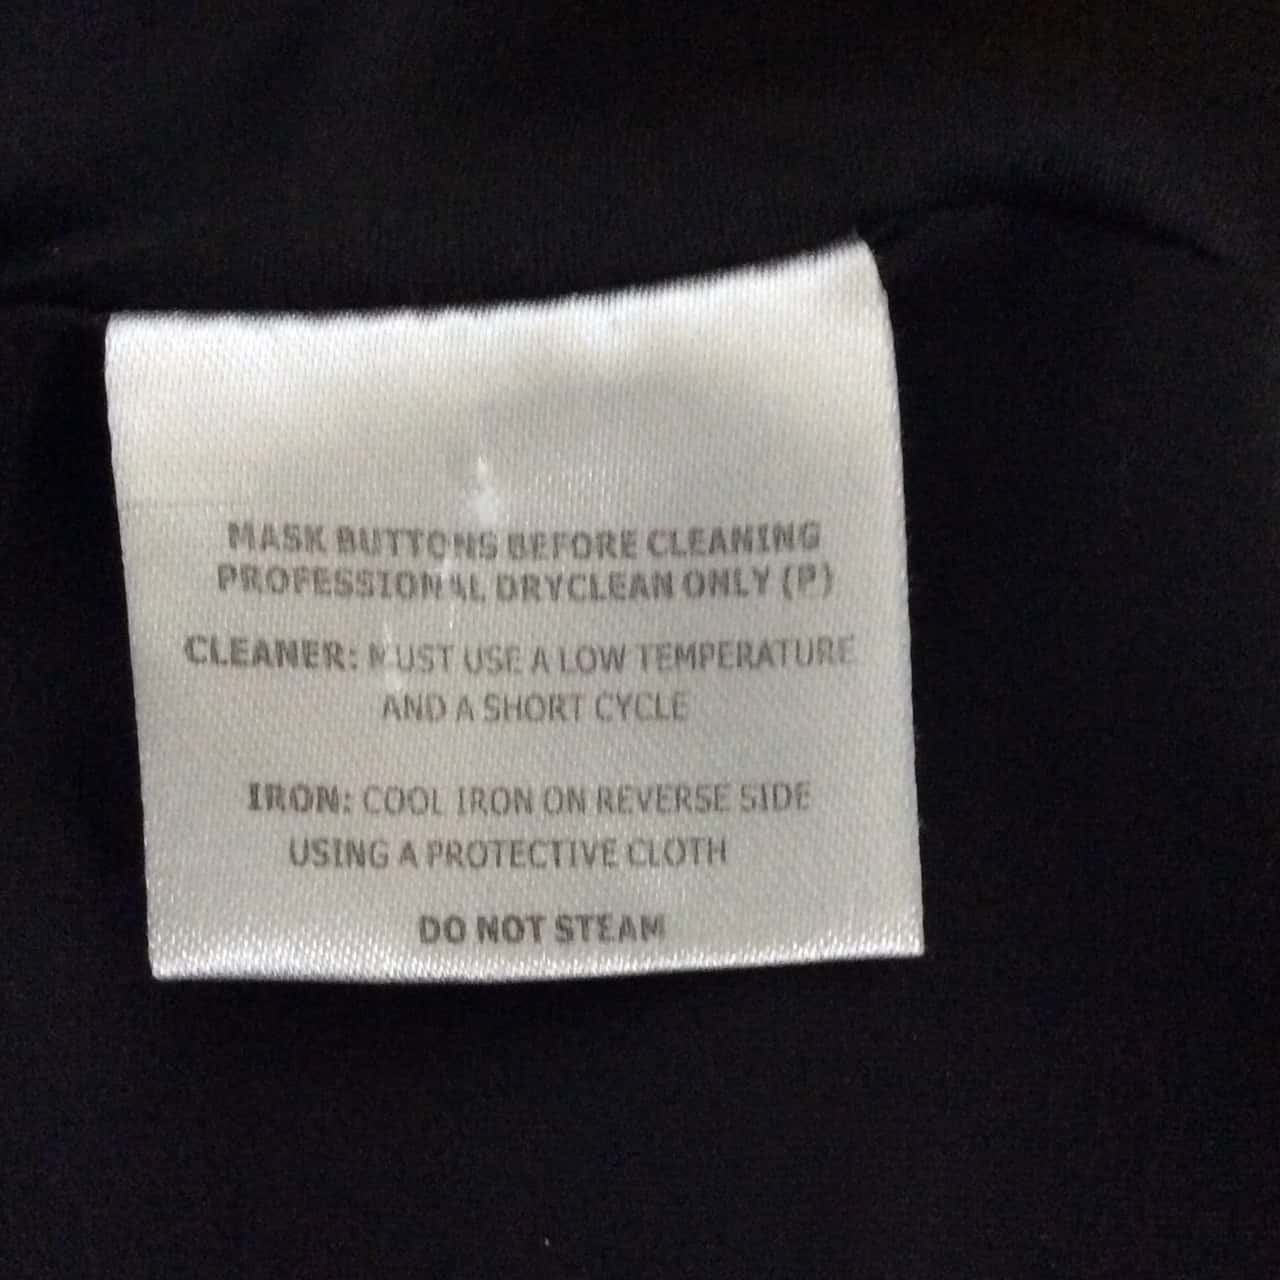 MASK BUTTONS BEFORE CLEANING
PROFESSIONAL DRYCLEAN ONLY (P)
CLEANER: MUST USE A LOW TEMPERATURE
AND A SHORT CYCLE
IRON: COOL IRON ON REVERSE SIDE
USING A PROTECTIVE CLOTH
DO NOT STEAM